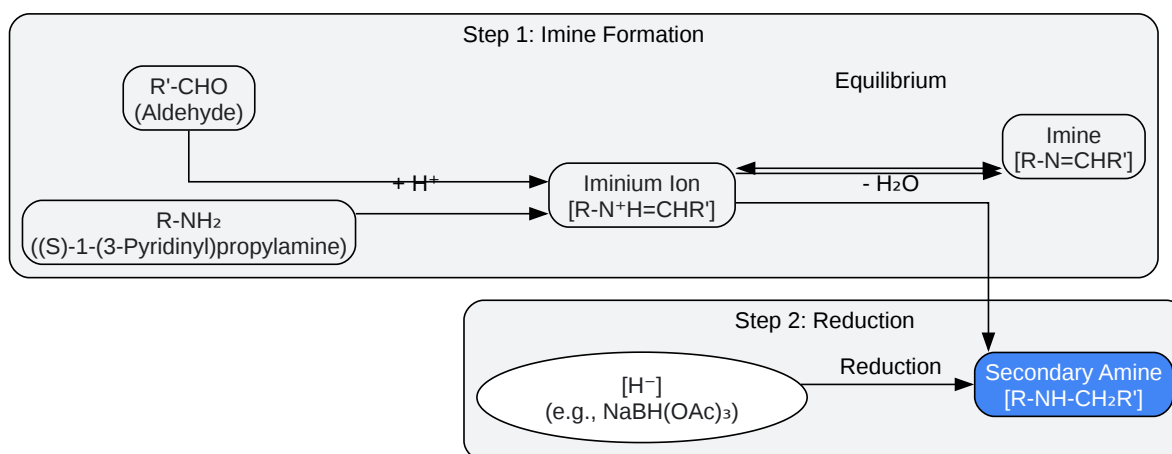 Step 1: Imine Formation
R'-CHO
(Aldehyde)
Equilibrium
Imine
[R-N=CHR']
+ H⁺
Iminium Ion
[R-N⁺H=CHR']
- H₂O
R-NH₂
((S)-1-(3-Pyridinyl)propylamine)
Step 2: Reduction
[H⁻]
(e.g., NaBH(OAc)₃)
Reduction
Secondary Amine
[R-NH-CH₂R']